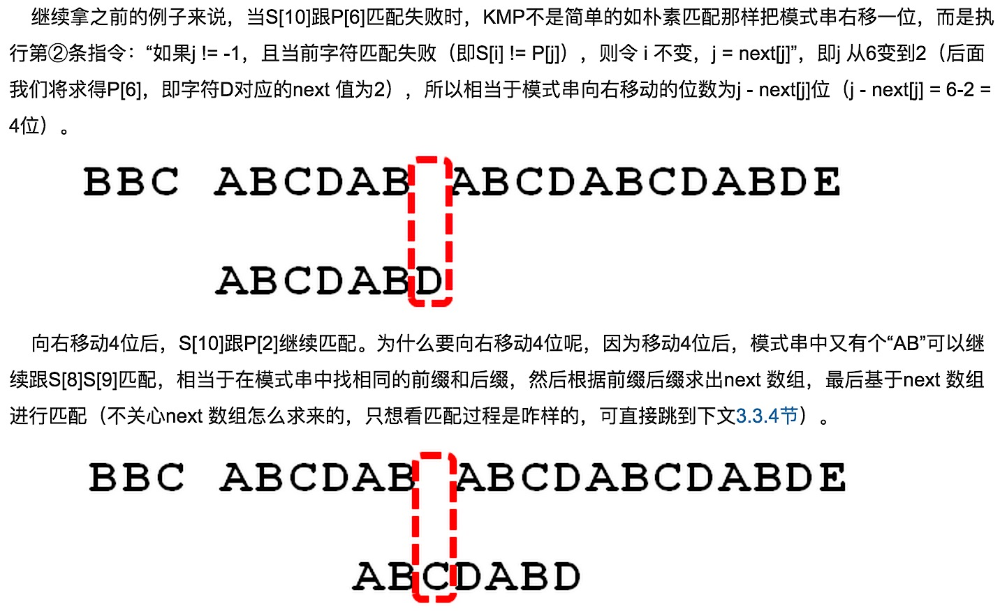 继续拿之前的例子来说，当S[10]跟P[6]匹配失败时，KMP不是简单的如朴素匹配那样把模式串右移一位，而是执
行第②条指令：“如果j != -1，且当前字符匹配失败（即S[i] != P[j]），则令 i 不变，j = next[j]”，即j 从6变到2（后面
我们将求得P[6]，即字符D对应的next 值为2），所以相当于模式串向右移动的位数为j - next[j]位（j - next[j] = 6-2 =
4位）。
BBC ABCDAB ABCDABCDABDE
ABCDABD
向右移动4位后，S[10]跟P[2]继续匹配。为什么要向右移动4位呢，因为移动4位后，模式串中又有个“AB”可以继
续跟S[8]S[9]匹配，相当于在模式串中找相同的前缀和后缀，然后根据前缀后缀求出next 数组，最后基于next 数组
进行匹配（不关心next 数组怎么求来的，只想看匹配过程是咋样的，可直接跳到下文3.3.4节）。
BBC ABCDAB ABCDABCDABDE
ABCDABD